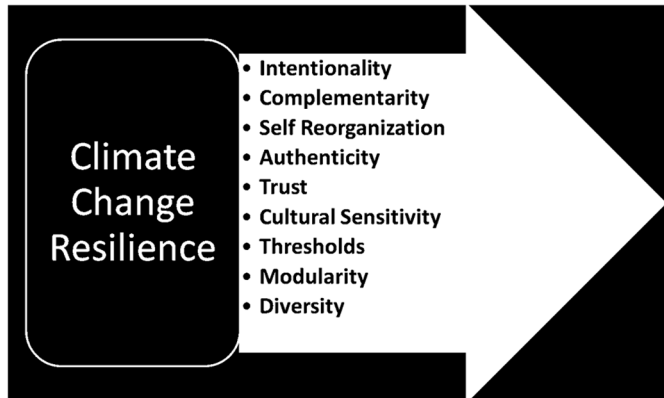 Climate
Change
Resilience
• Intentionality
• Complementarity
• Self Reorganization
• Authenticity
• Trust
• Cultural Sensitivity
• Thresholds
• Modularity
• Diversity